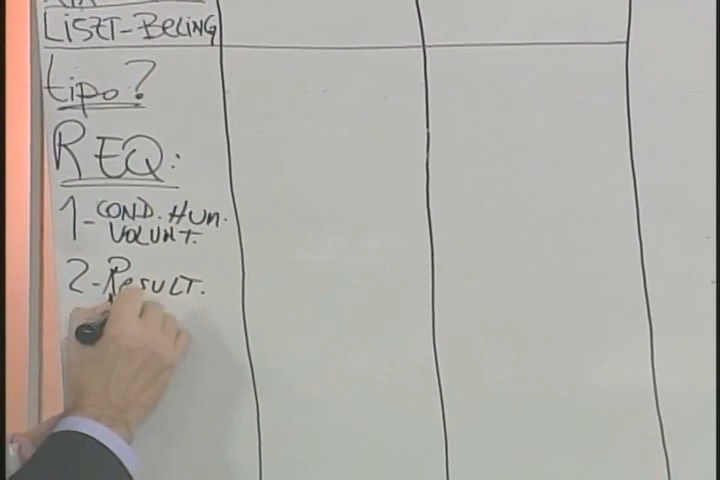 LISZT-BELING
tipo?
REQ:
1-COND. HUM.
VOLUNT.
2-RESULT.